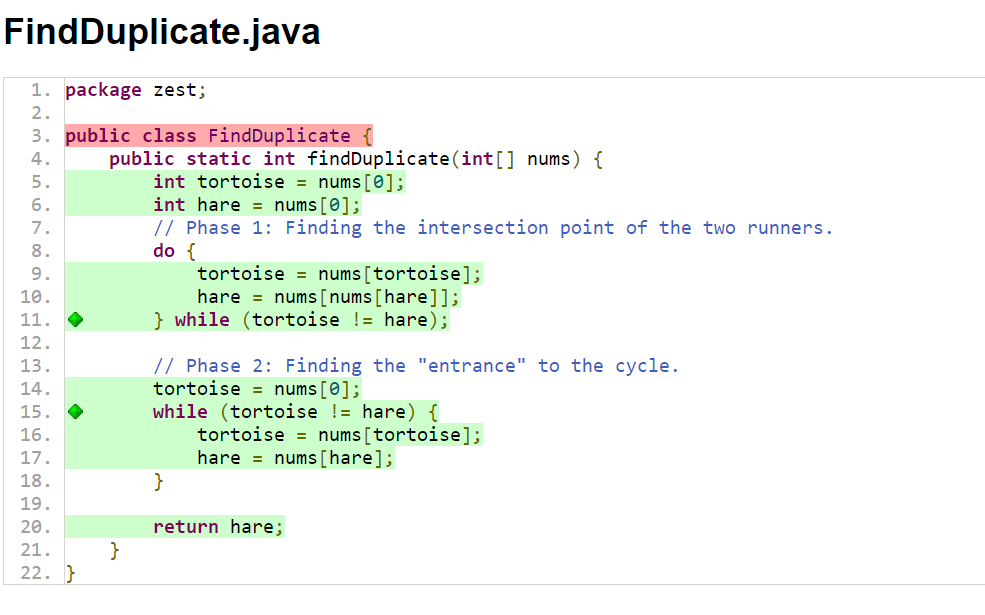 FindDuplicate.java
1. package zest;
2.
3. public class FindDuplicate {
4.     public static int findDuplicate(int[] nums) {
5.         int tortoise = nums[0];
6.         int hare = nums[0];
7.         // Phase 1: Finding the intersection point of the two runners.
8.         do {
9.             tortoise = nums[tortoise];
10.             hare = nums[nums[hare]];
11.         } while (tortoise != hare);
12.
13.         // Phase 2: Finding the "entrance" to the cycle.
14.         tortoise = nums[0];
15.         while (tortoise != hare) {
16.             tortoise = nums[tortoise];
17.             hare = nums[hare];
18.         }
19.
20.         return hare;
21.     }
22. }